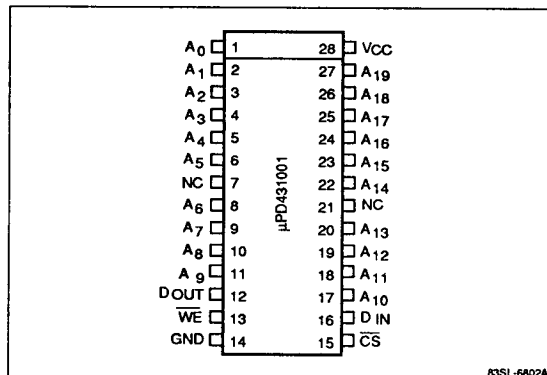 A0 1 28 VCC
A1 2 27 A19
A2 3 26 A18
A3 4 25 A17
A4 5 24 A16
A5 6 23 A15
NC 7 22 A14
A6 8 21 NC
A7 9 20 A13
A8 10 19 A12
A9 11 18 A11
DOUT 12 17 A10
W̅E̅ 13 16 DIN
GND 14 15 C̅S̅
µPD431001
83SL-6802A